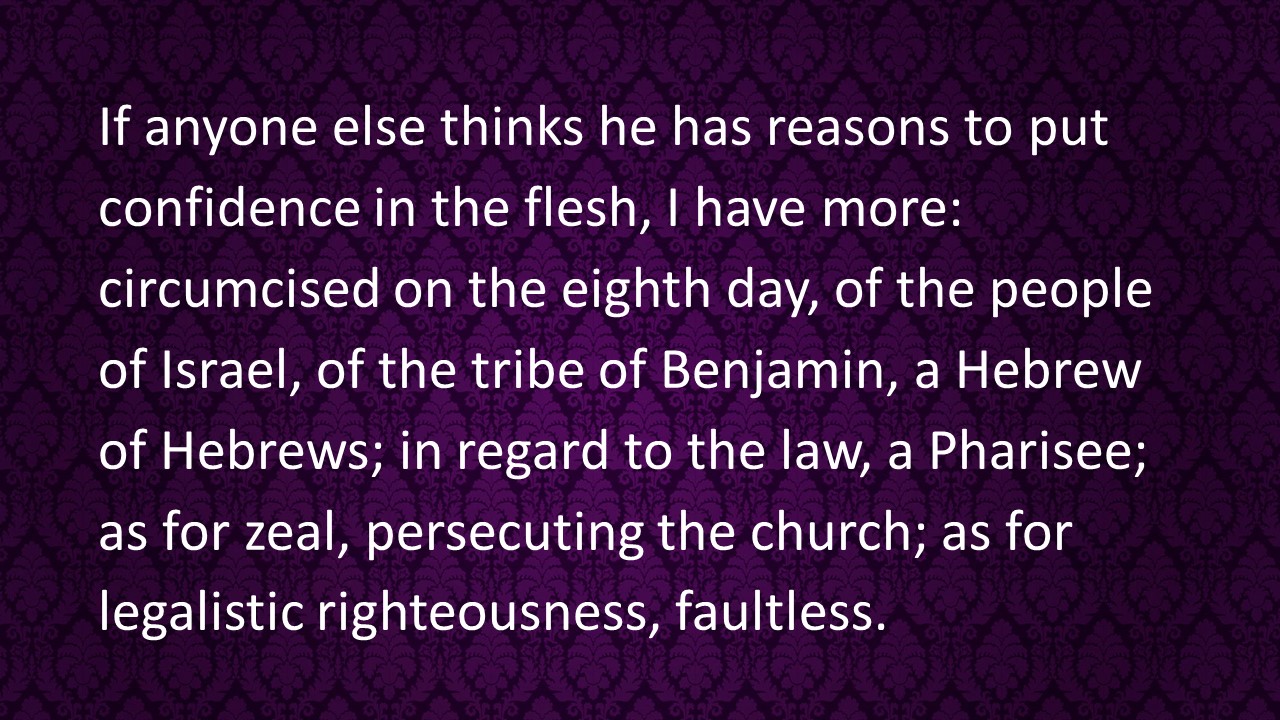 If anyone else thinks he has reasons to put
confidence in the flesh, I have more:
circumcised on the eighth day, of the people
of Israel, of the tribe of Benjamin, a Hebrew
of Hebrews; in regard to the law, a Pharisee;
as for zeal, persecuting the church; as for
legalistic righteousness, faultless.